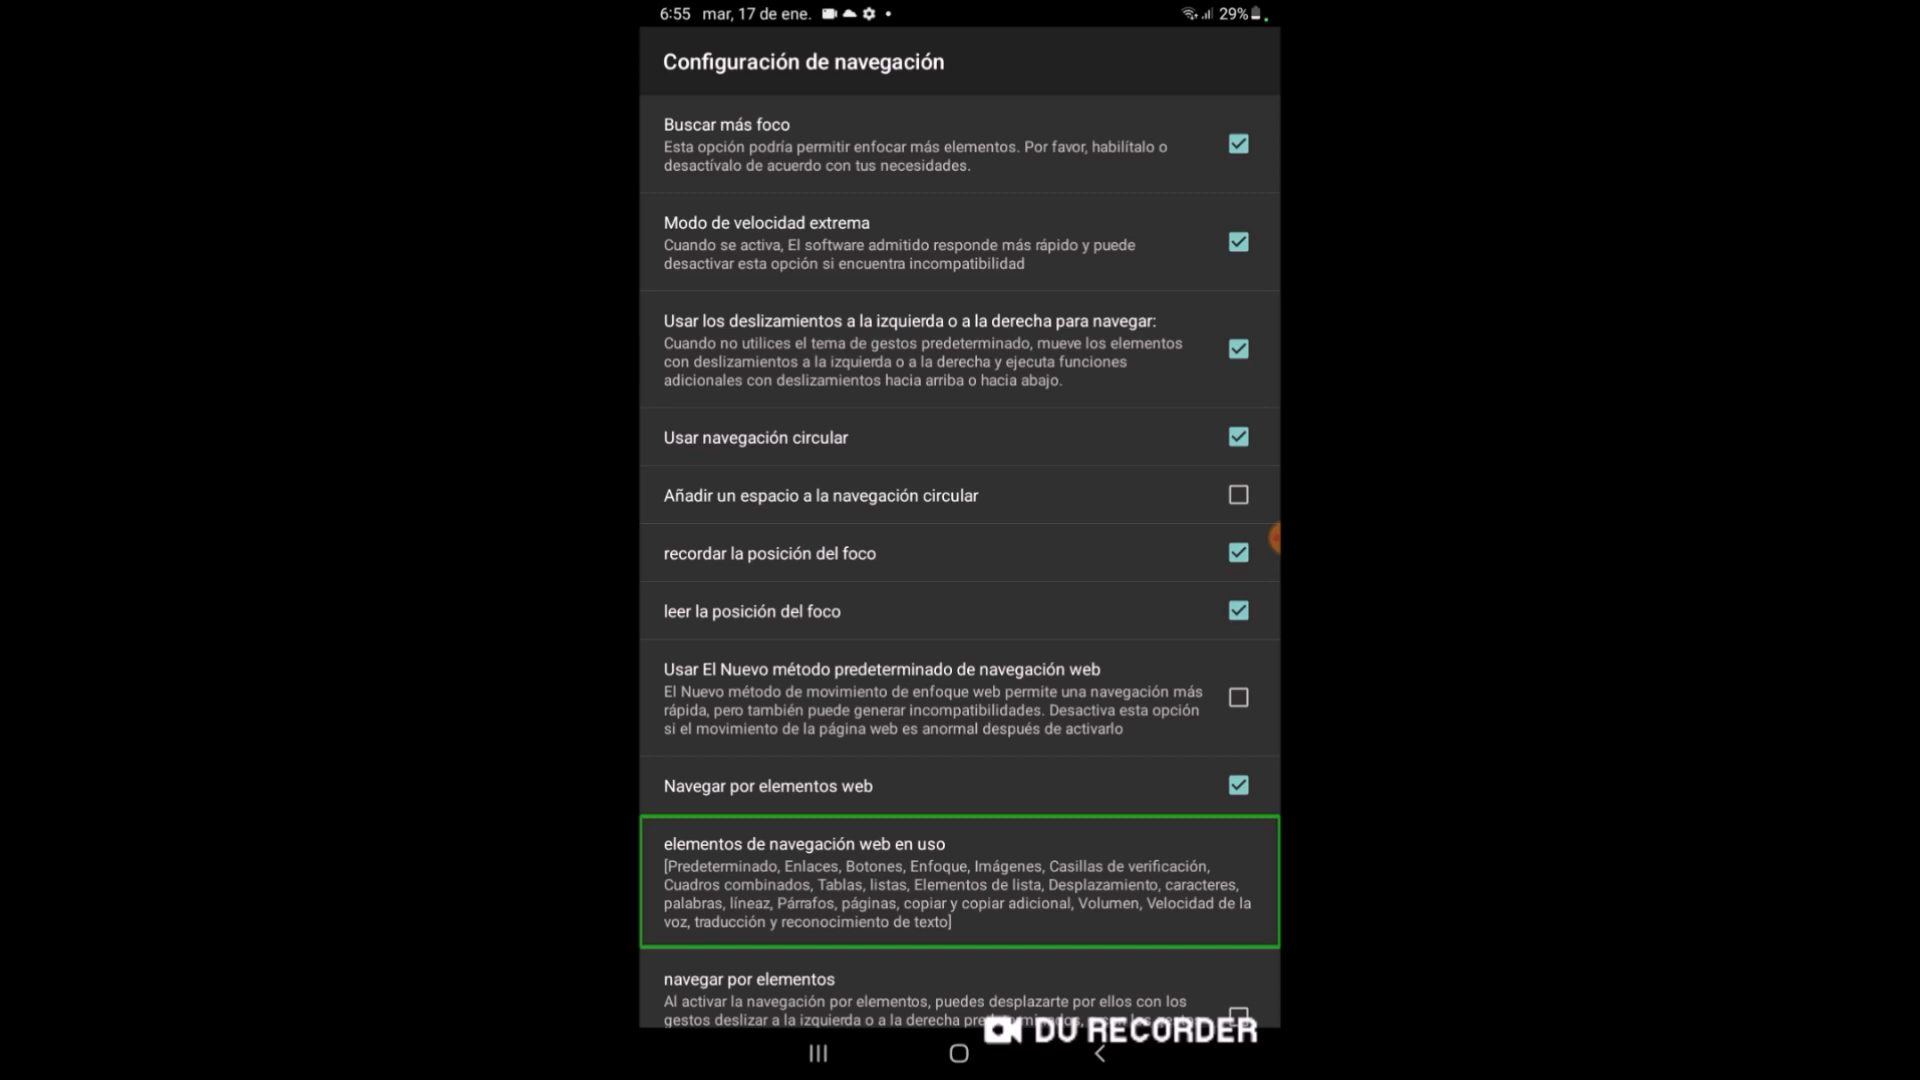 6:55 mar, 17 de ene.
29%
Configuración de navegación
Buscar más foco
Esta opción podría permitir enfocar más elementos. Por favor, habilítalo o
desactívalo de acuerdo con tus necesidades.
Modo de velocidad extrema
Cuando se activa, El software admitido responde más rápido y puede
desactivar esta opción si encuentra incompatibilidad
Usar los deslizamientos a la izquierda o a la derecha para navegar:
Cuando no utilices el tema de gestos predeterminado, mueve los elementos
con deslizamientos a la izquierda o a la derecha y ejecuta funciones
adicionales con deslizamientos hacia arriba o hacia abajo.
Usar navegación circular
Añadir un espacio a la navegación circular
recordar la posición del foco
leer la posición del foco
Usar El Nuevo método predeterminado de navegación web
El Nuevo método de movimiento de enfoque web permite una navegación más
rápida, pero también puede generar incompatibilidades. Desactiva esta opción
si el movimiento de la página web es anormal después de activarlo
Navegar por elementos web
elementos de navegación web en uso
[Predeterminado, Enlaces, Botones, Enfoque, Imágenes, Casillas de verificación,
Cuadros combinados, Tablas, listas, Elementos de lista, Desplazamiento, caracteres,
palabras, líneaz, Párrafos, páginas, copiar y copiar adicional, Volumen, Velocidad de la
voz, traducción y reconocimiento de texto]
navegar por elementos
Al activar la navegación por elementos, puedes desplazarte por ellos con los
gestos deslizar a la izquierda o a la derecha
DU RECORDER